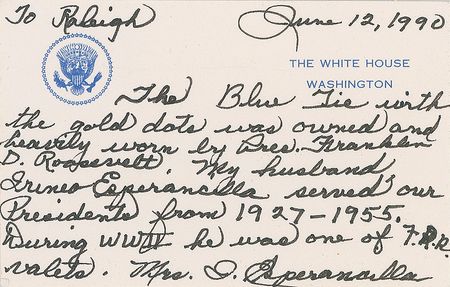 To Raleigh June 12, 1990
THE WHITE HOUSE
WASHINGTON
The Blue Tie with
the gold dots was owned and
heavily worn by Pres. Franklin
D. Roosevelt. My husband
Irineo Esperancilla served our
Presidents from 1927-1955.
During WWII he was one of F.D.R.
valets. Mrs. I. Esperancilla